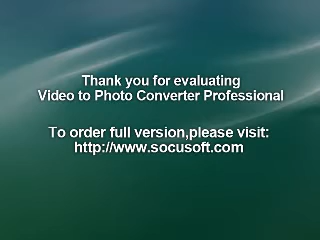 Thank you for evaluating
Video to Photo Converter Professional
To order full version,please visit:
http://www.socusoft.com